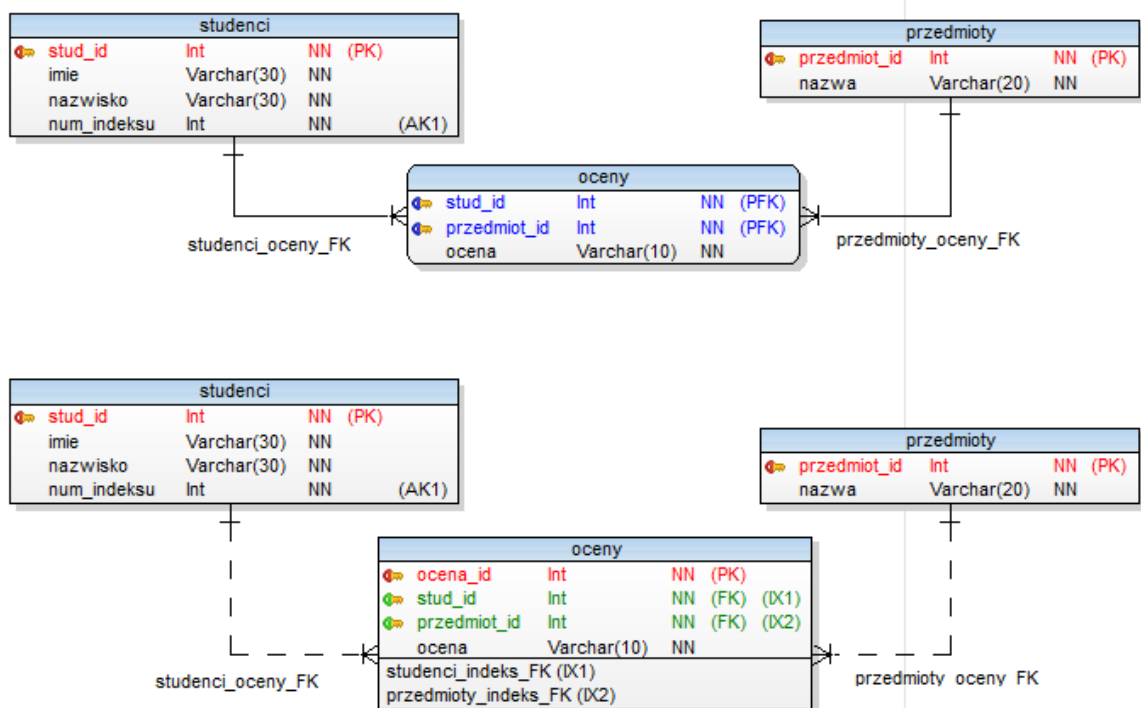 studenci
stud_id Int NN (PK)
imie Varchar(30) NN
nazwisko Varchar(30) NN
num_indeksu Int NN (AK1)
przedmioty
przedmiot_id Int NN (PK)
nazwa Varchar(20) NN
oceny
stud_id Int NN (PFK)
przedmiot_id Int NN (PFK)
ocena Varchar(10) NN
studenci_oceny_FK
przedmioty_oceny_FK
studenci
stud_id Int NN (PK)
imie Varchar(30) NN
nazwisko Varchar(30) NN
num_indeksu Int NN (AK1)
przedmioty
przedmiot_id Int NN (PK)
nazwa Varchar(20) NN
oceny
ocena_id Int NN (PK)
stud_id Int NN (FK) (IX1)
przedmiot_id Int NN (FK) (IX2)
ocena Varchar(10) NN
studenci_indeks_FK (IX1)
przedmioty_indeks_FK (IX2)
studenci_oceny_FK
przedmioty_oceny_FK